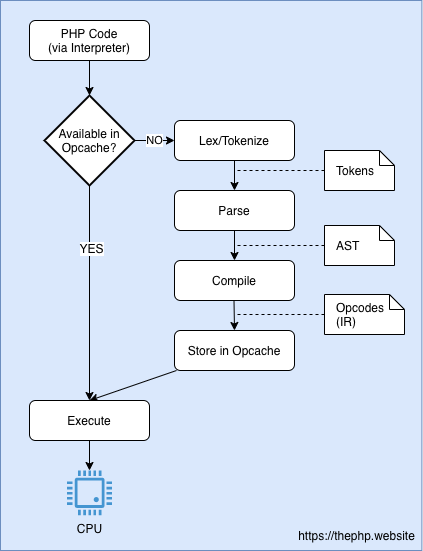 PHP Code
(via Interpreter)
Available in
Opcache?
NO
Lex/Tokenize
Tokens
Parse
YES
AST
Compile
Opcodes
(IR)
Store in Opcache
Execute
CPU
https://thephp.website